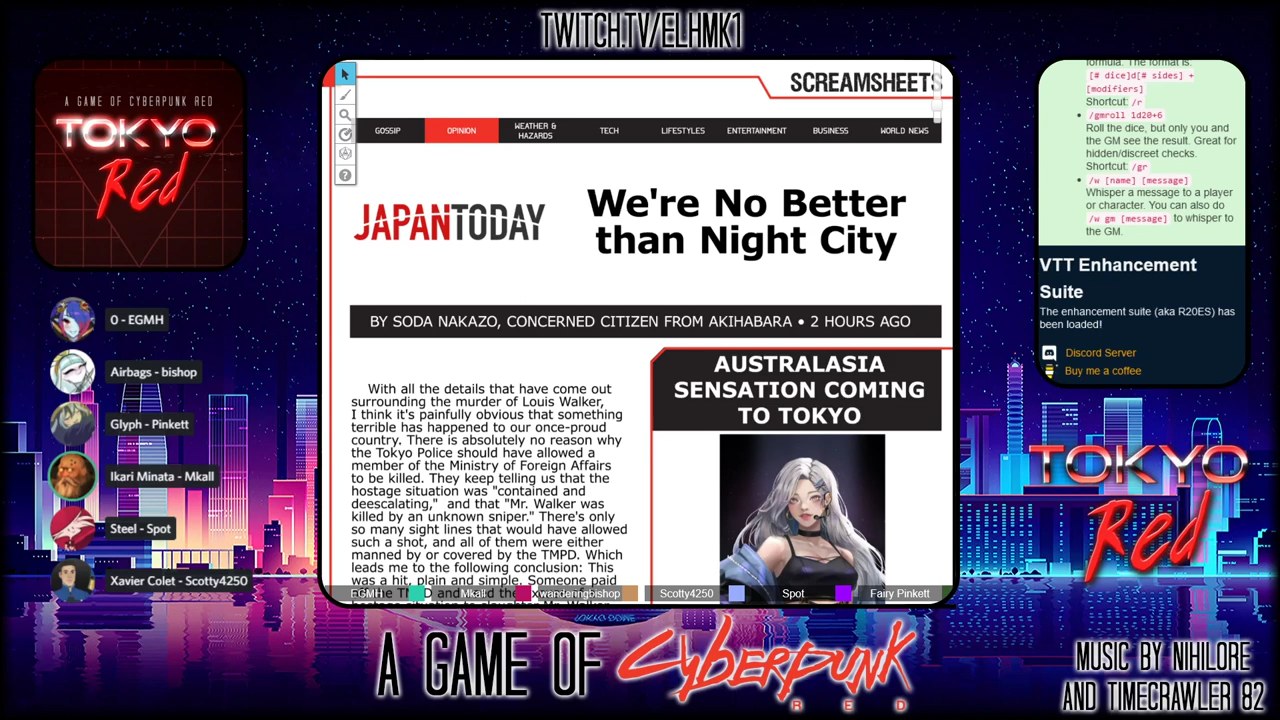 TWITCH.TV/ELHMK1
A GAME OF CYBERPUNK RED
TOKYO
Red
0 - EGMH
Airbags - bishop
Glyph - Pinkett
Ikari Minata - Mkall
Steel - Spot
Xavier Colet - Scotty4250
SCREAMSHEETS
GOSSIP
OPINION
WEATHER &
HAZARDS
TECH
LIFESTYLES
ENTERTAINMENT
BUSINESS
WORLD NEWS
JAPANTODAY
We're No Better
than Night City
BY SODA NAKAZO, CONCERNED CITIZEN FROM AKIHABARA • 2 HOURS AGO
With all the details that have come out
surrounding the murder of Louis Walker,
I think it's painfully obvious that something
terrible has happened to our once-proud
country. There is absolutely no reason why
the Tokyo Police should have allowed a
member of the Ministry of Foreign Affairs
to be killed. They keep telling us that the
hostage situation was "contained and
deescalating,"  and that "Mr. Walker was
killed by an unknown sniper." There's only
so many sight lines that would have allowed
such a shot, and all of them were either
manned by or covered by the TMPD. Which
leads me to the following conclusion: This
was a hit, plain and simple. Someone paid
AUSTRALASIA
SENSATION COMING
TO TOKYO
EGMH
Mkall
wanderingbishop
Scotty4250
Spot
Fairy Pinkett
formula. The format is:
[# dice]d[# sides] +
[modifiers]
Shortcut: /r
• /gmroll 1d20+6
Roll the dice, but only you and
the GM see the result. Great for
hidden/discreet checks.
Shortcut: /gr
• /w [name] [message]
Whisper a message to a player
or character. You can also do
/w gm [message] to whisper to
the GM.
VTT Enhancement
Suite
The enhancement suite (aka R20ES) has
been loaded!
Discord Server
Buy me a coffee
TOKYO
Red
A GAME OF Cyberpunk
RED
MUSIC BY NIHILORE
AND TIMECRAWLER 82